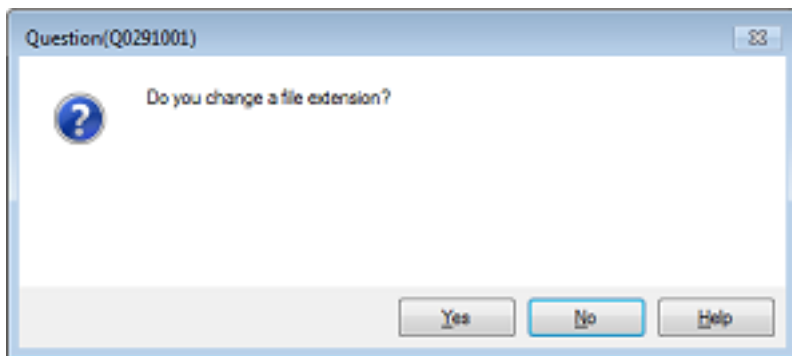 Question(Q0291001)
Do you change a file extension?
Yes No Help